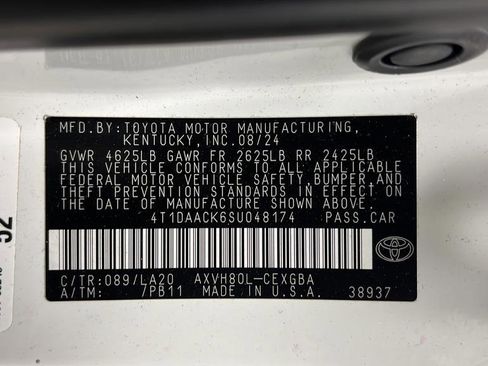 MFD.BY:TOYOTA MOTOR MANUFACTURING,
KENTUCKY,INC.08/24
GVWR 4625LB GAWR FR 2625LB RR 2425LB
THIS VEHICLE CONFORMS TO ALL APPLICABLE
FEDERAL MOTOR VEHICLE SAFETY,BUMPER,AND
THEFT PREVENTION STANDARDS IN EFFECT ON
THE DATE OF MANUFACTURE SHOWN ABOVE.
4T1DAACK6SU048174 PASS.CAR
C/TR:089/LA20 AXVH80L-CEXGBA
A/TM: /PB11 MADE IN U.S.A. 38937
52